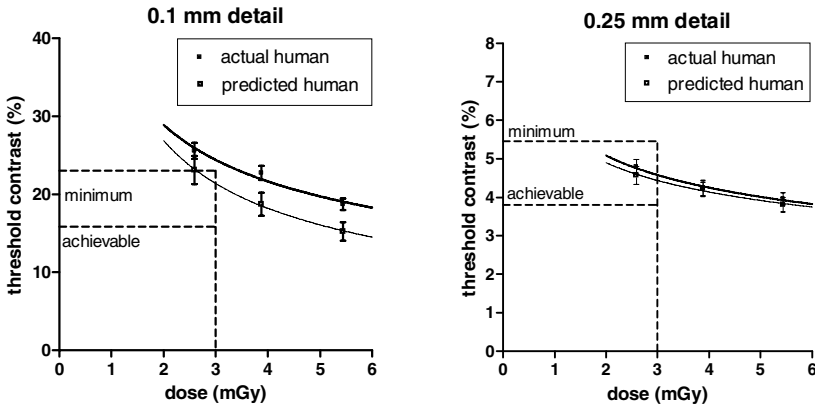 0.1 mm detail
threshold contrast (%)
40
30
20
10
0
actual human
predicted human
minimum
achievable
0 1 2 3 4 5 6
dose (mGy)
0.25 mm detail
threshold contrast (%)
8
7
6
5
4
3
2
1
0
actual human
predicted human
minimum
achievable
0 1 2 3 4 5 6
dose (mGy)